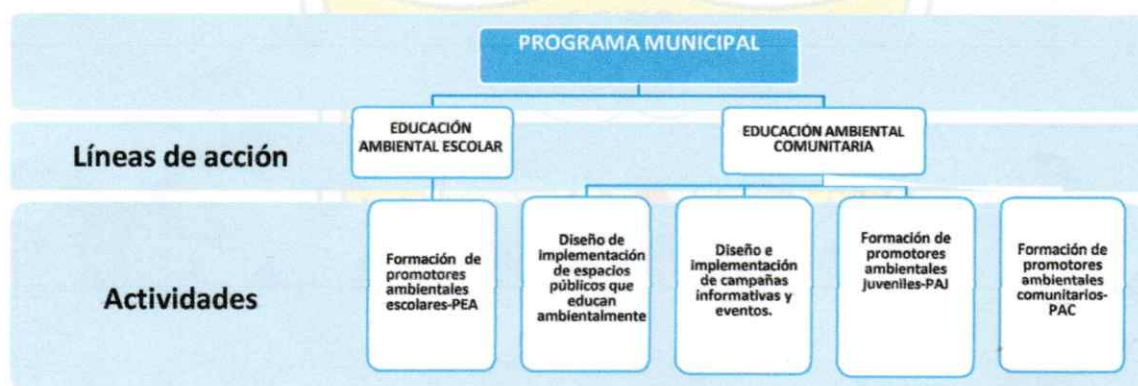 PROGRAMA MUNICIPAL
Líneas de acción
EDUCACIÓN
AMBIENTAL ESCOLAR
EDUCACIÓN AMBIENTAL
COMUNITARIA
Actividades
Formación de
promotores
ambientales
escolares-PEA
Diseño de
implementación
de espacios
públicos que
educan
ambientalmente
Diseño e
implementación
de campañas
informativas y
eventos.
Formación de
promotores
ambientales
juveniles-PAJ
Formación de
promotores
ambientales
comunitarios-
PAC